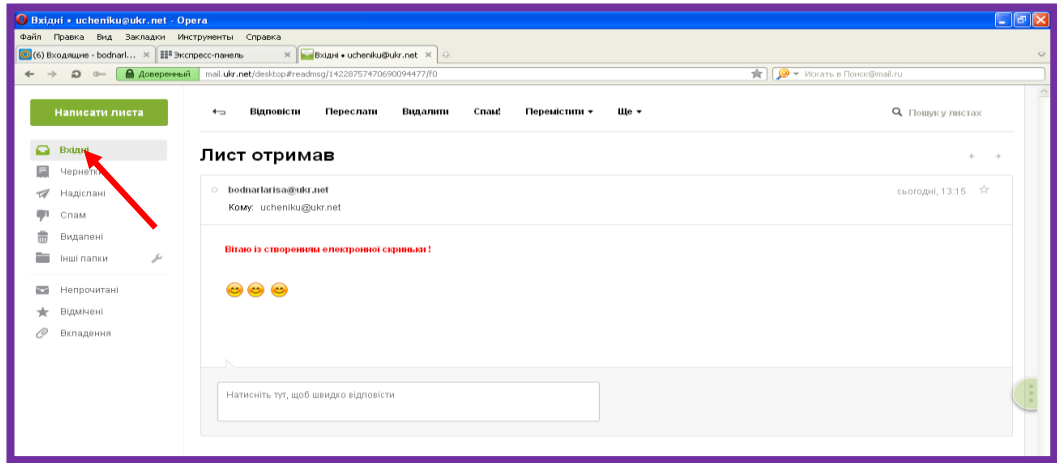 Вхідні • ucheniku@ukr.net - Opera
Файл Правка Вид Закладки Инструменты Справка
(6) Входящие - bodnarl... Экспресс-панель Вхідні • ucheniku@ukr.net
Доверенный mail.ukr.net/desktop#readmsg/14228757470690094477/f0 Искать в Поиск@mail.ru
Написати листа Відповісти Переслати Видалити Спам! Перемістити Ще Пошук у листах
Вхідні
Чернетки
Надіслані
Спам
Видалені
Інші папки
Непрочитані
Відмічені
Вкладення
Лист отримав
bodnarlarisa@ukr.net сьогодні, 13:15
Кому: ucheniku@ukr.net
Вітаю із створенням електронної скриньки !
Натисніть тут, щоб швидко відповісти